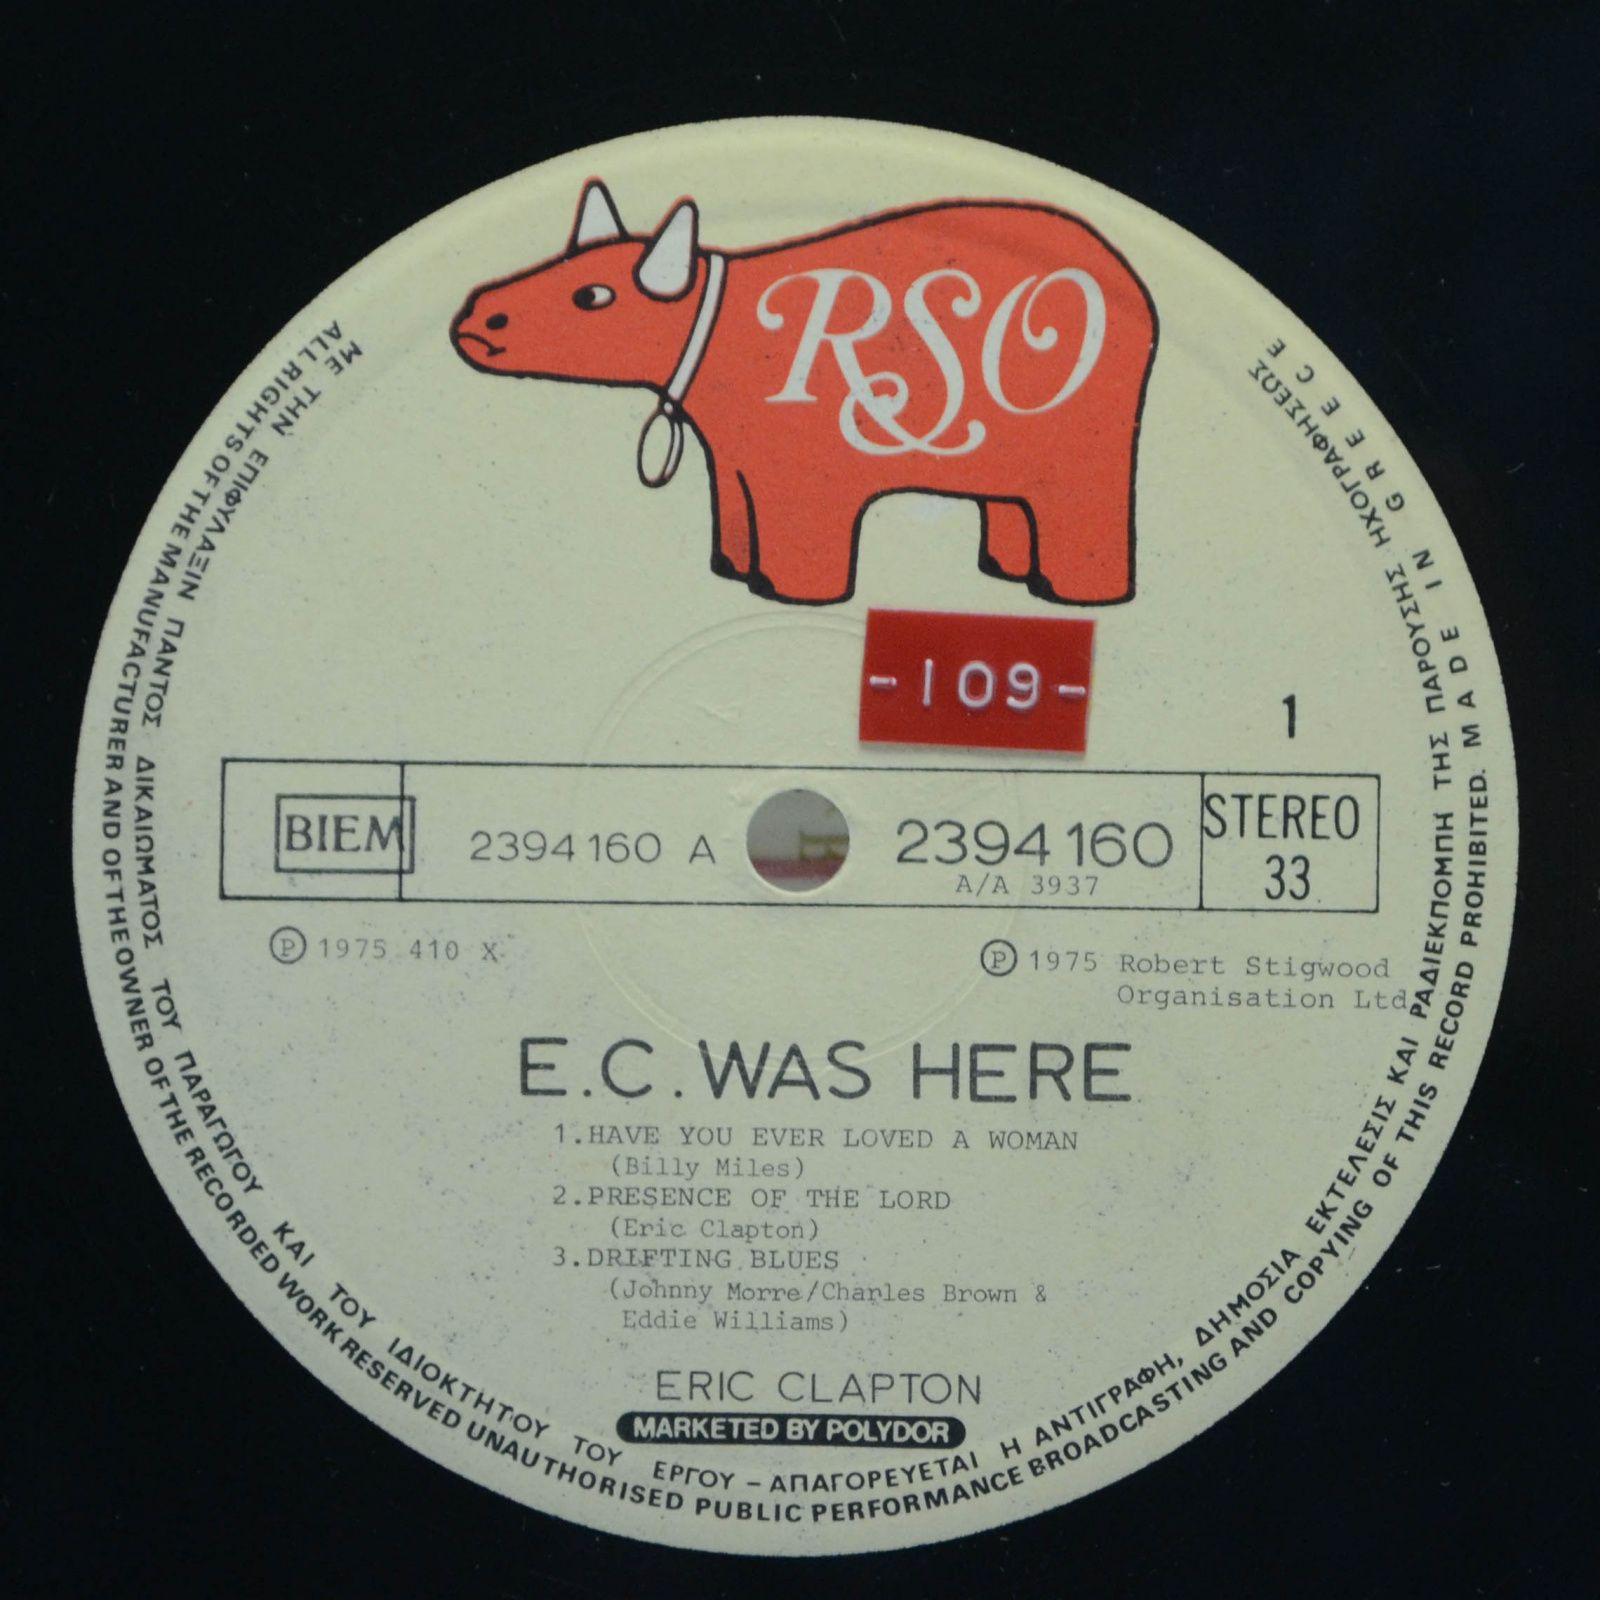 RSO
-109-
1
BIEM
2394 160 A
2394 160
A/A 3937
STEREO
33
Ⓟ 1975 410 X
Ⓟ 1975 Robert Stigwood
Organisation Ltd.
E.C. WAS HERE
1.HAVE YOU EVER LOVED A WOMAN
(Billy Miles)
2.PRESENCE OF THE LORD
(Eric Clapton)
3.DRIFTING BLUES
(Johnny Morre/Charles Brown &
Eddie Williams)
ERIC CLAPTON
MARKETED BY POLYDOR
ΜΕ ΤΗΝ ΕΠΙΦΥΛΑΞΙΝ ΠΑΝΤΟΣ ΔΙΚΑΙΩΜΑΤΟΣ ΤΟΥ ΠΑΡΑΓΩΓΟΥ ΚΑΙ ΤΟΥ ΙΔΙΟΚΤΗΤΟΥ ΤΟΥ ΕΡΓΟΥ – ΑΠΑΓΟΡΕΥΕΤΑΙ Η ΑΝΤΙΓΡΑΦΗ, ΔΗΜΟΣΙΑ ΕΚΤΕΛΕΣΙΣ ΚΑΙ ΡΑΔΙΕΚΠΟΜΠΗ ΤΗΣ ΠΑΡΟΥΣΗΣ ΗΧΟΓΡΑΦΗΣΕΩΣ
ALL RIGHTS OF THE MANUFACTURER AND OF THE OWNER OF THE RECORDED WORK RESERVED UNAUTHORISED PUBLIC PERFORMANCE BROADCASTING AND COPYING OF THIS RECORD PROHIBITED. MADE IN GREECE